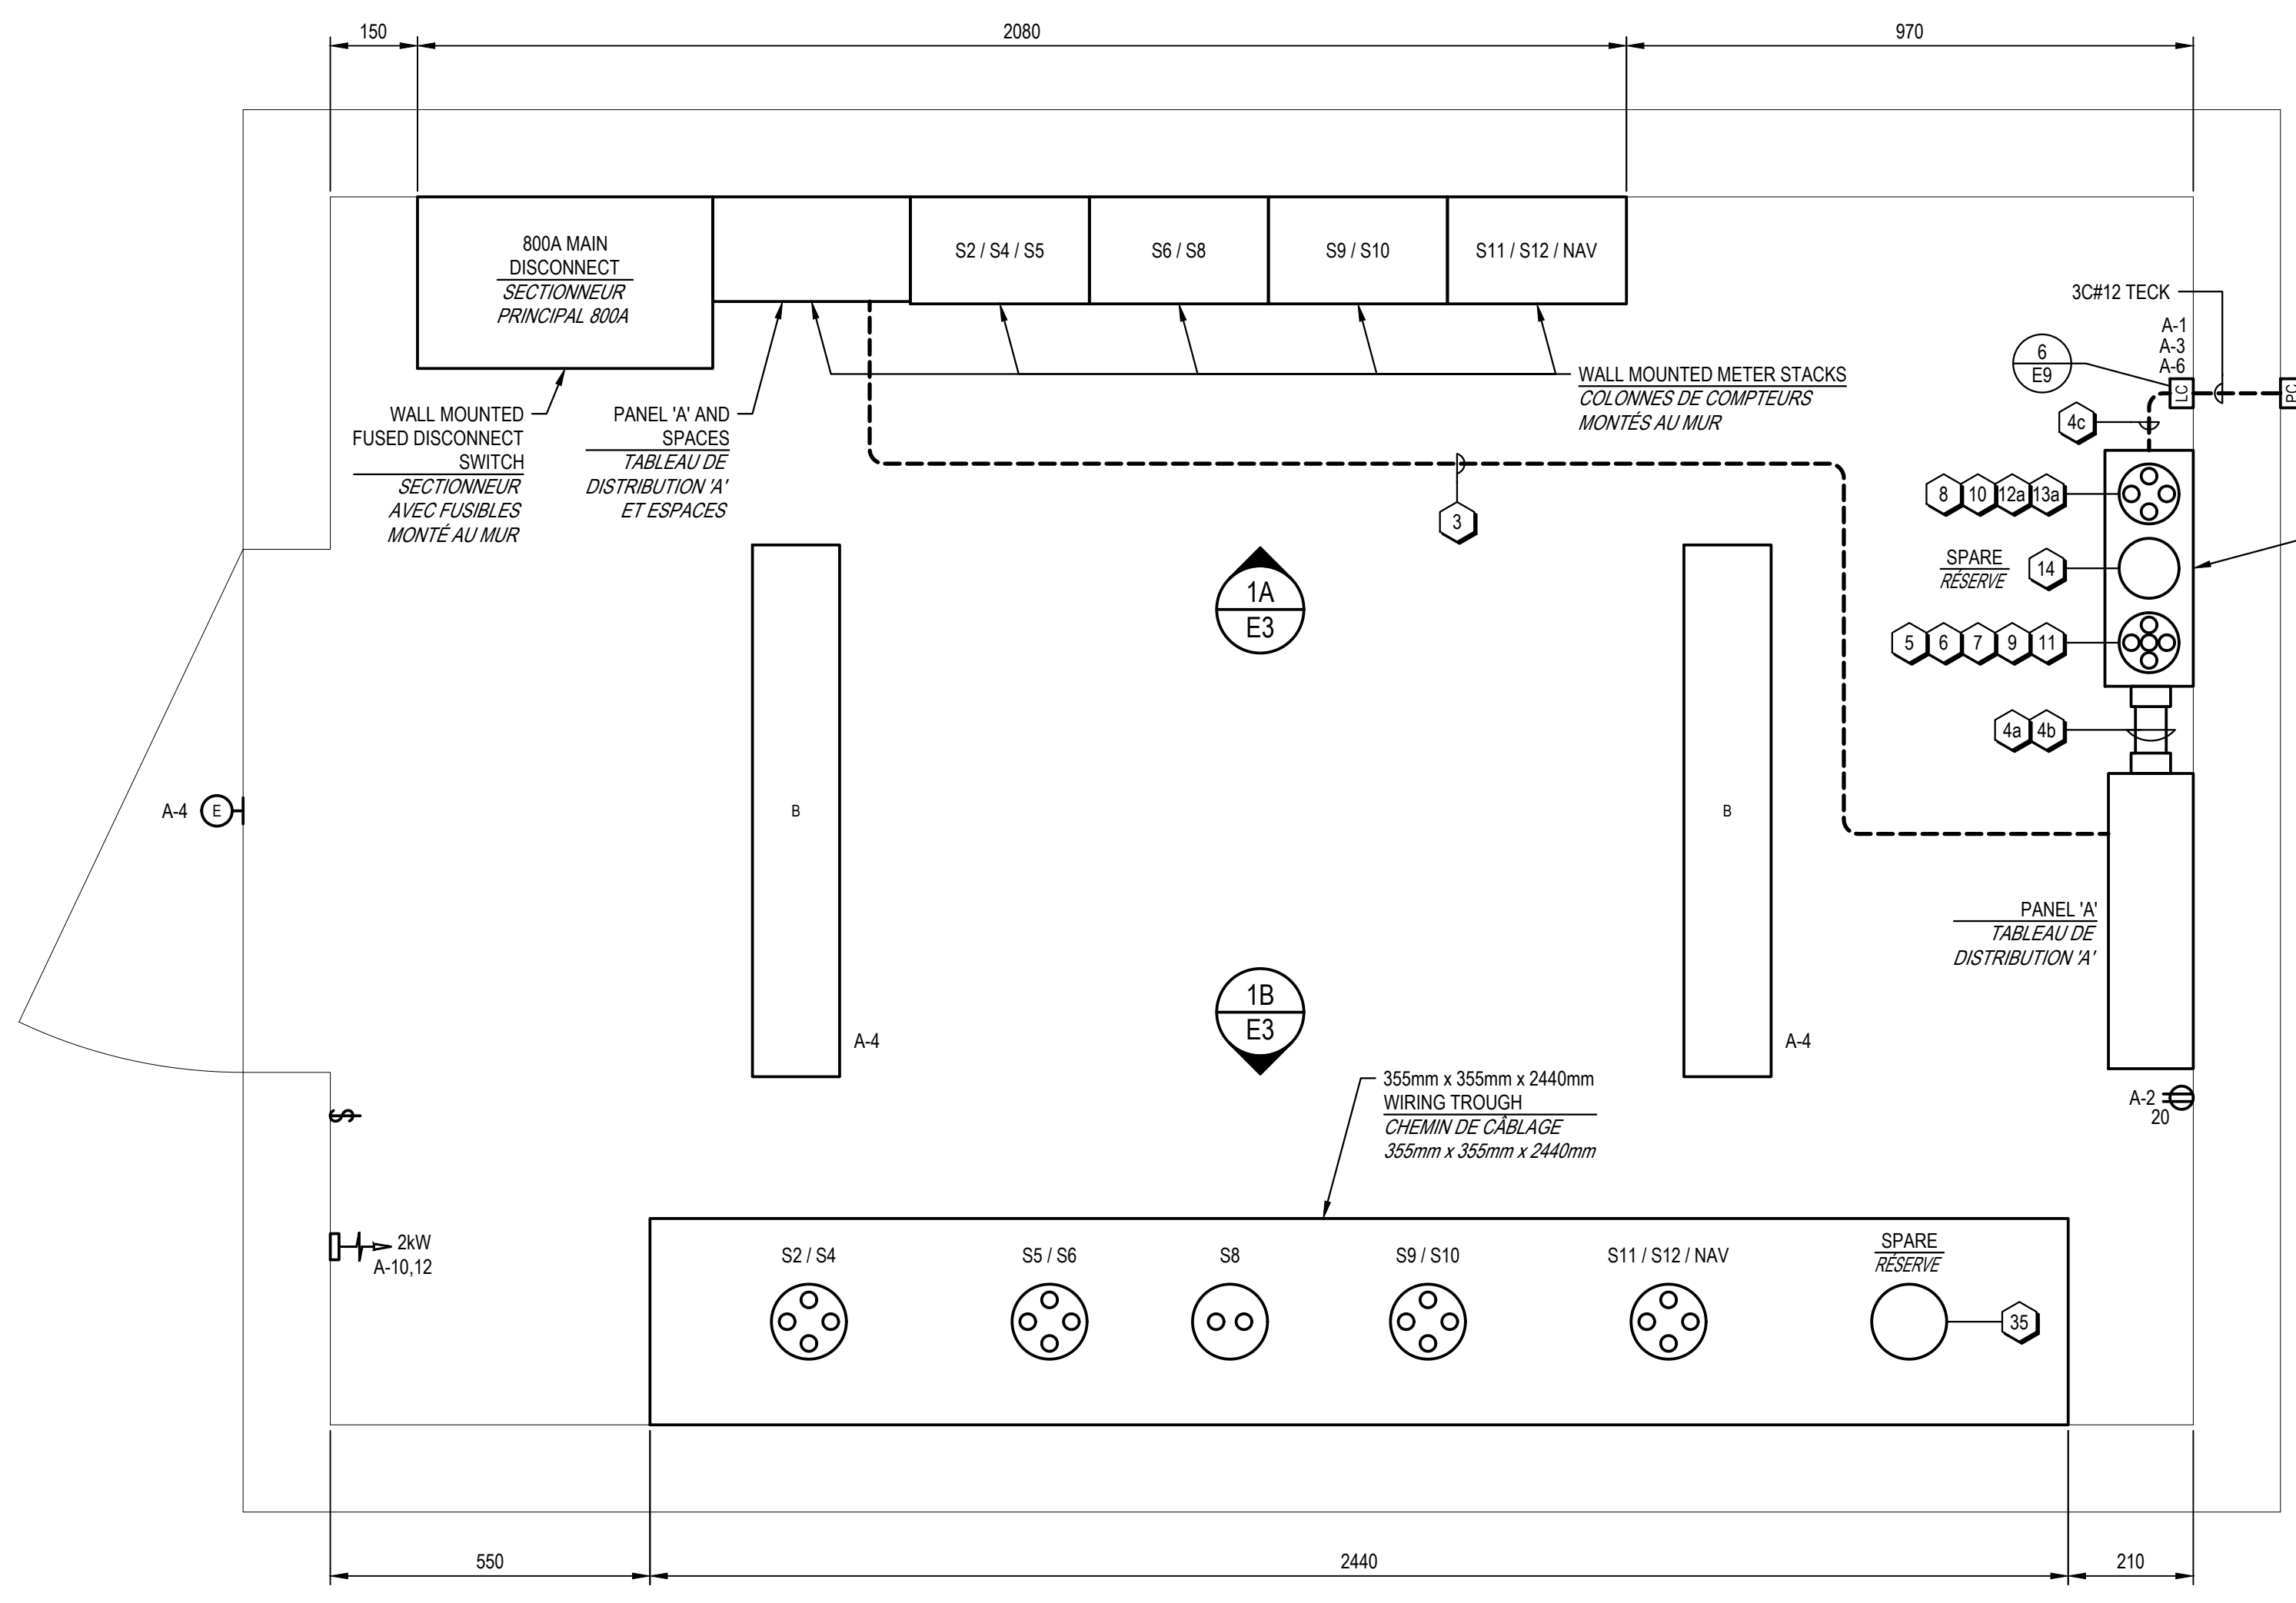 150
2080
970
800A MAIN
DISCONNECT
SECTIONNEUR
PRINCIPAL 800A
S2 / S4 / S5
S6 / S8
S9 / S10
S11 / S12 / NAV
3C#12 TECK
A-1
A-3
A-6
6
E9
LC
PC
4c
WALL MOUNTED METER STACKS
COLONNES DE COMPTEURS
MONTÉS AU MUR
WALL MOUNTED
FUSED DISCONNECT
SWITCH
SECTIONNEUR
AVEC FUSIBLES
MONTÉ AU MUR
PANEL 'A' AND
SPACES
TABLEAU DE
DISTRIBUTION 'A'
ET ESPACES
3
8 10 12a 13a
SPARE
RÉSERVE
14
5 6 7 9 11
4a 4b
1A
E3
B
B
A-4
E
PANEL 'A'
TABLEAU DE
DISTRIBUTION 'A'
1B
E3
A-4
A-4
355mm x 355mm x 2440mm
WIRING TROUGH
CHEMIN DE CÂBLAGE
355mm x 355mm x 2440mm
A-2
20
$
2kW
A-10,12
S2 / S4
S5 / S6
S8
S9 / S10
S11 / S12 / NAV
SPARE
RÉSERVE
35
550
2440
210